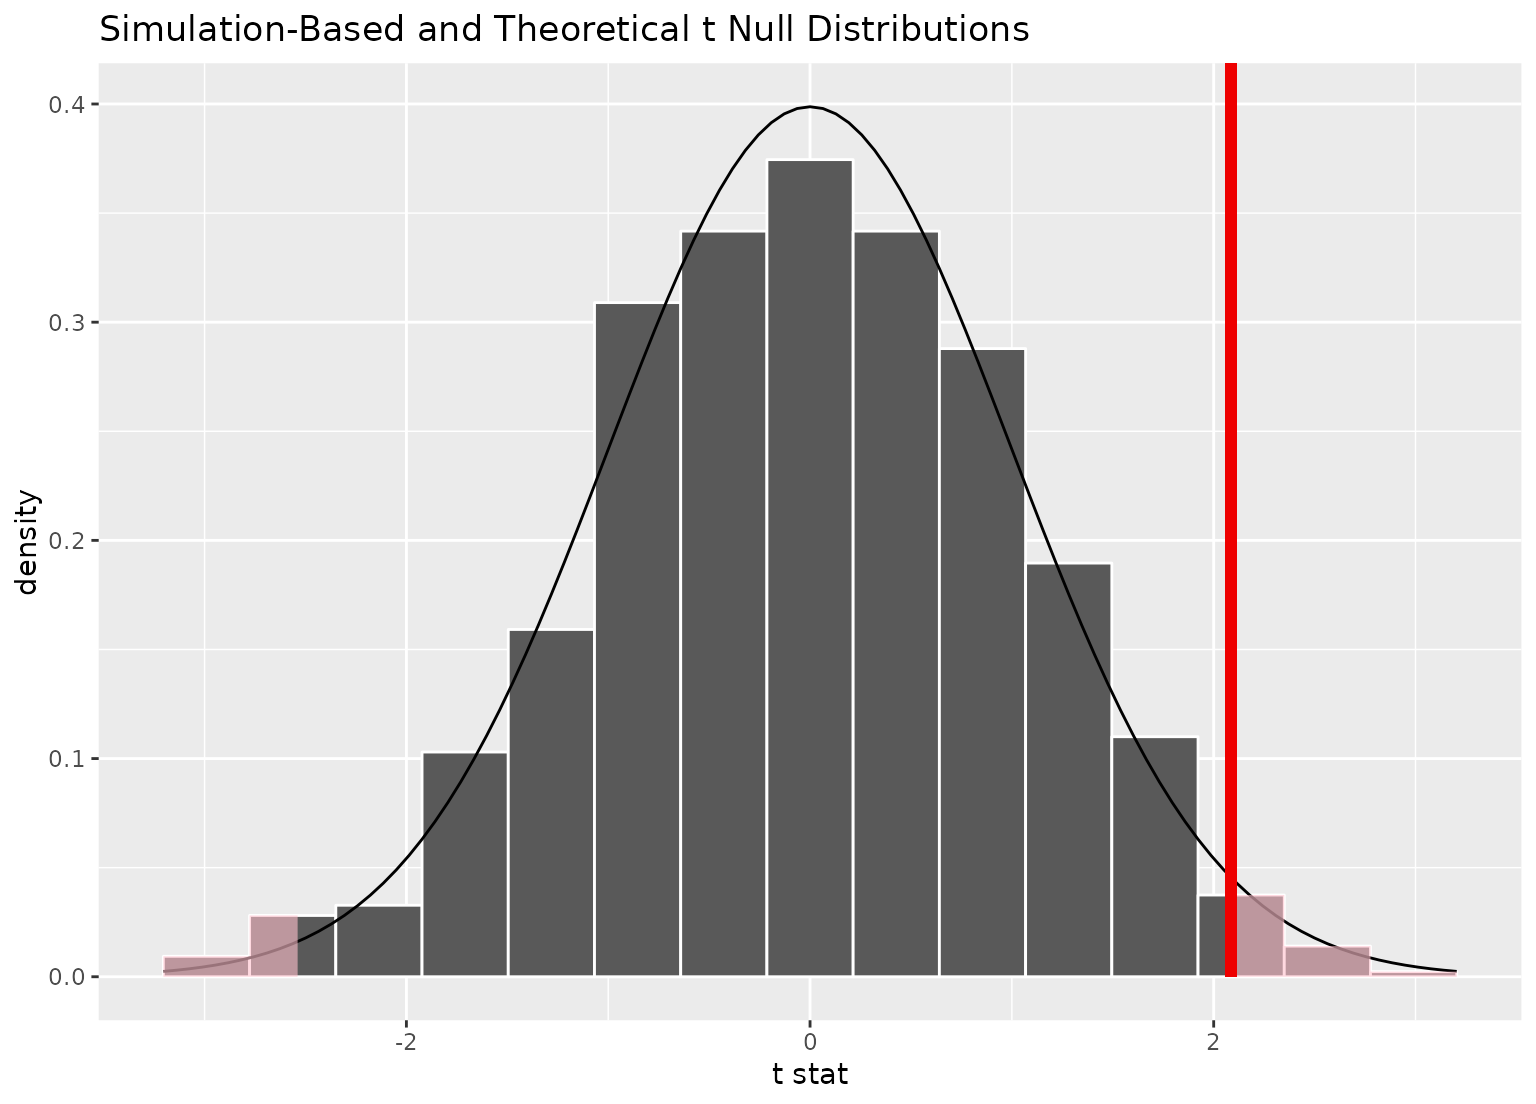 Simulation-Based and Theoretical t Null Distributions
0.4
0.3
0.2
0.1
0.0
density
-2 0 2
t stat